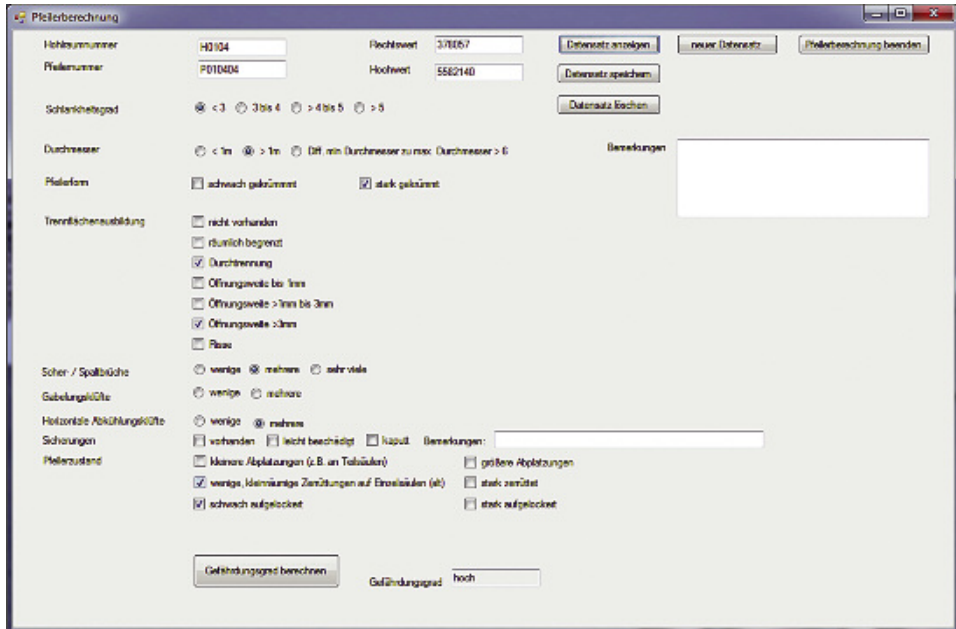 Pfeilerberechnung
Hohlraumnummer H0104 Rechtswert 378057 Datensatz anzeigen neuer Datensatz Pfeilerberechnung beenden
Pfeilernummer P010404 Hochwert 5582140 Datensatz speichern
Datensatz löschen
Schlankheitsgrad < 3 3 bis 4 > 4 bis 5 > 5
Durchmesser < 1m > 1m Diff. min Durchmesser zu max. Durchmesser > 6 Bemerkungen
Pfeilerform schwach gekrümmt stark gekrümmt
Trennflächenausbildung nicht vorhanden
räumlich begrenzt
Durchtrennung
Öffnungsweite bis 1mm
Öffnungsweite >1mm bis 3mm
Öffnungsweite >3mm
Risse
Scher- / Spaltbrüche wenige mehrere sehr viele
Gabelungsklüfte wenige mehrere
Horizontale Abkühlungsklüfte wenige mehrere
Sicherungen vorhanden leicht beschädigt kaputt Bemerkungen:
Pfeilerzustand kleinere Abplatzungen (z.B. an Teilsäulen) größere Abplatzungen
wenige, kleinräumige Zerrüttungen auf Einzelsäulen (alt) stark zerrüttet
schwach aufgelockert stark aufgelockert
Gefährdungsgrad berechnen Gefährdungsgrad hoch